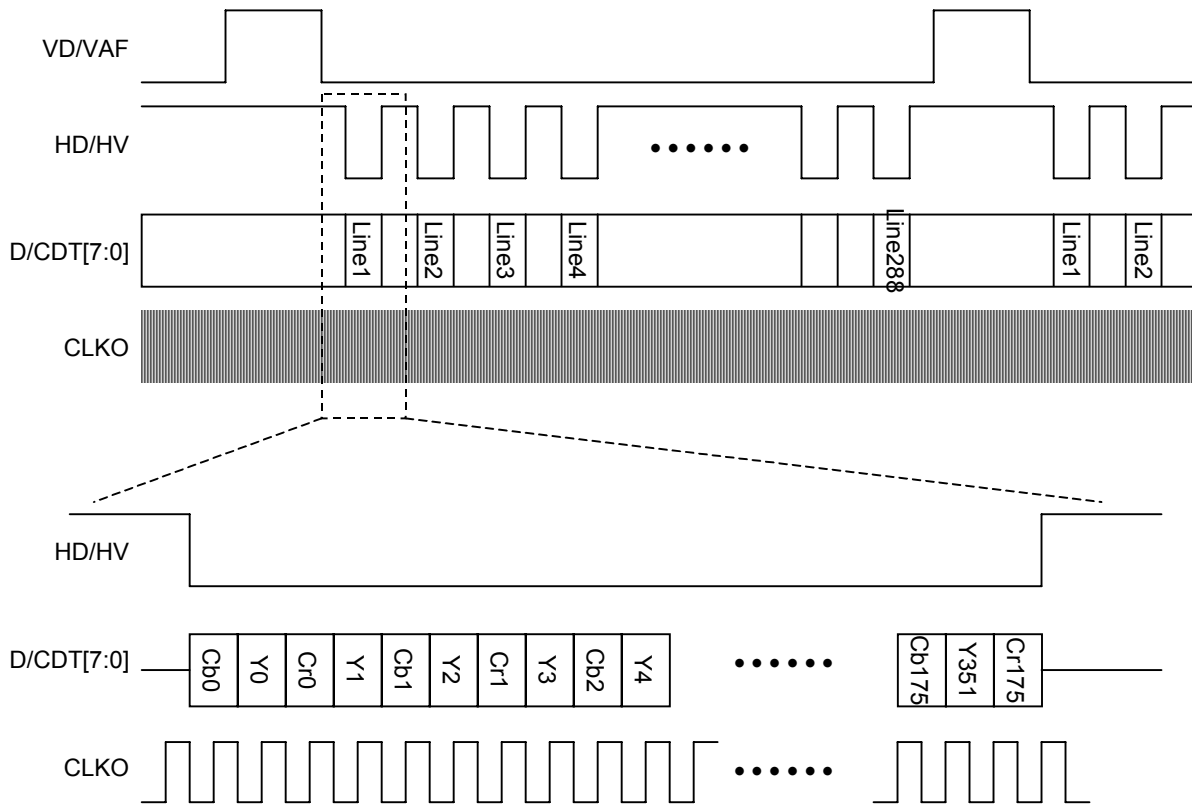 VD/VAF
HD/HV
D/CDT[7:0]
Line1
Line2
Line3
Line4
Line288
Line1
Line2
CLKO
HD/HV
D/CDT[7:0]
Cb0
Y0
Cr0
Y1
Cb1
Y2
Cr1
Y3
Cb2
Y4
Cb175
Y351
Cr175
CLKO